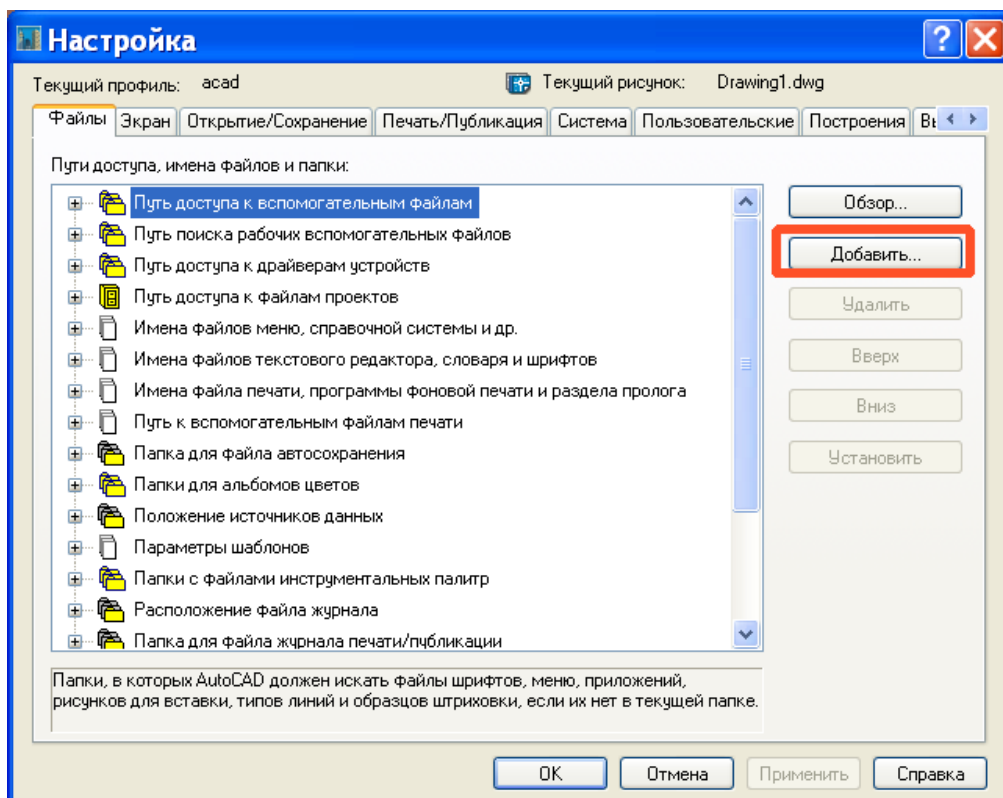 Настройка
Текущий профиль: acad Текущий рисунок: Drawing1.dwg
Файлы Экран Открытие/Сохранение Печать/Публикация Система Пользовательские Построения Вы
Пути доступа, имена файлов и папки:
Путь доступа к вспомогательным файлам
Обзор...
Путь поиска рабочих вспомогательных файлов
Добавить...
Путь доступа к драйверам устройств
Путь доступа к файлам проектов
Удалить
Имена файлов меню, справочной системы и др.
Имена файлов текстового редактора, словаря и шрифтов
Вверх
Имена файла печати, программы фоновой печати и раздела пролога
Вниз
Путь к вспомогательным файлам печати
Папка для файла автосохранения
Установить
Папки для альбомов цветов
Положение источников данных
Параметры шаблонов
Папки с файлами инструментальных палитр
Расположение файла журнала
Папка для файла журнала печати/публикации
Папки, в которых AutoCAD должен искать файлы шрифтов, меню, приложений,
рисунков для вставки, типов линий и образцов штриховки, если их нет в текущей папке.
OK Отмена Применить Справка